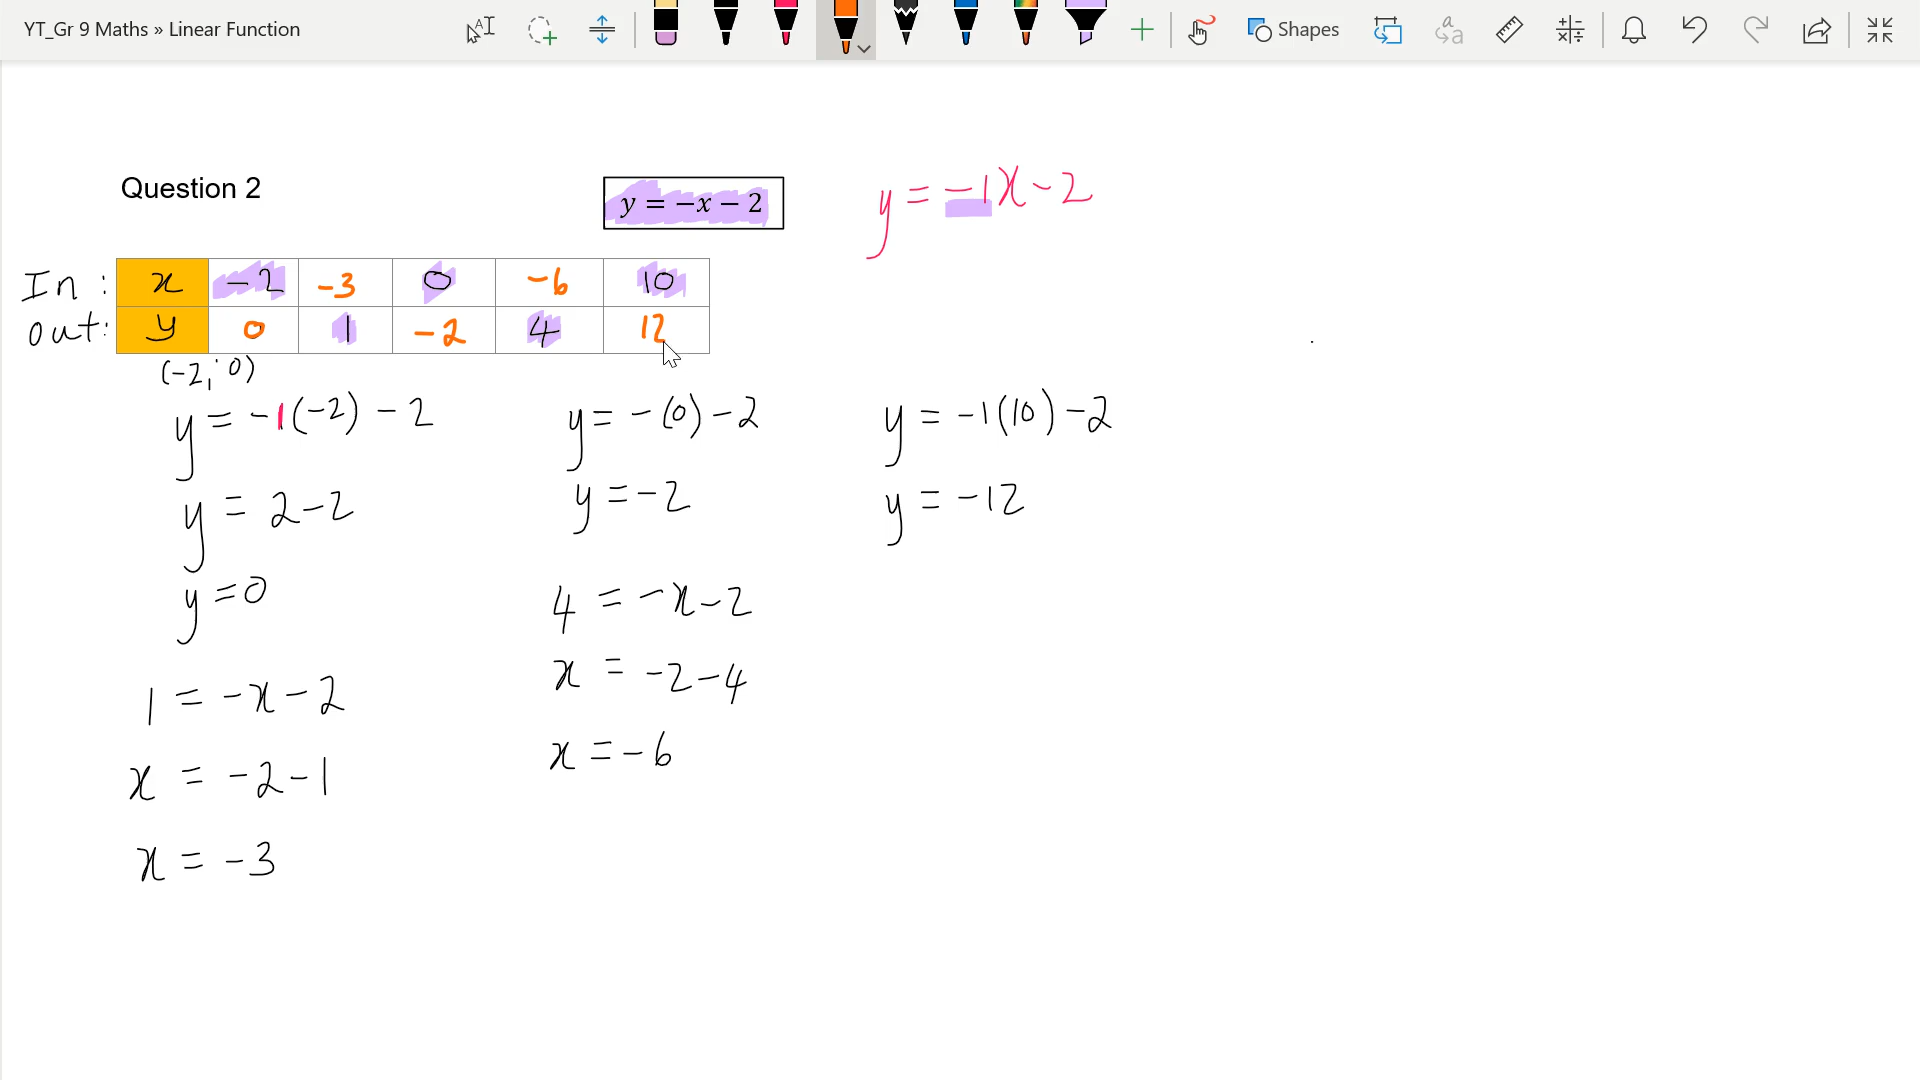 YT_Gr 9 Maths » Linear Function
Shapes
Question 2
y = −x − 2
y = −1x − 2
In : x −2 −3 0 −6 10
out: y 0 1 −2 4 12
(−2; 0)
y = −1(−2) − 2
y = 2 − 2
y = 0
1 = −x − 2
x = −2 − 1
x = −3
y = −(0) − 2
y = −2
4 = −x − 2
x = −2 − 4
x = −6
y = −1(10) − 2
y = −12